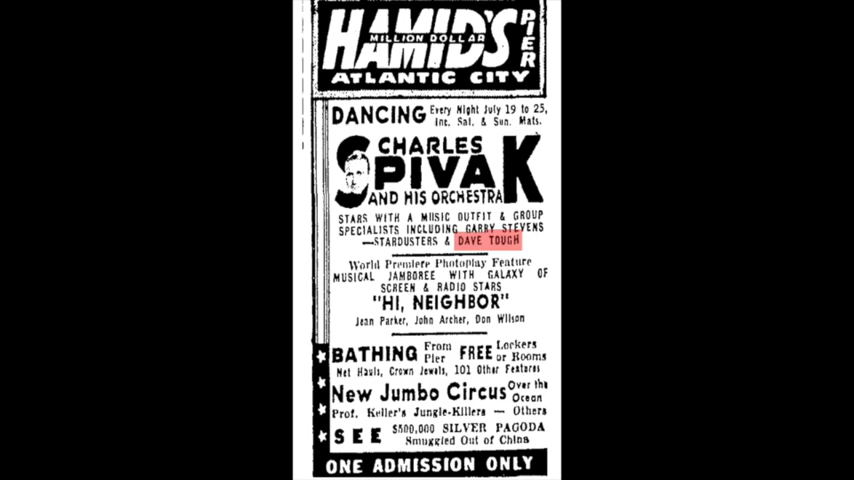 HAMID'S PIER
MILLION DOLLAR
ATLANTIC CITY
DANCING Every Night July 19 to 25,
Inc. Sat. & Sun. Mats.
CHARLES
SPIVAK
AND HIS ORCHESTRA
STARS WITH A MUSIC OUTFIT & GROUP
SPECIALISTS INCLUDING GARRY STEVENS
—STARDUSTERS & DAVE TOUGH
World Premiere Photoplay Feature
MUSICAL JAMBOREE WITH GALAXY OF
SCREEN & RADIO STARS
"HI, NEIGHBOR"
Jean Parker, John Archer, Don Wilson
BATHING From Pier FREE Lockers or Rooms
Net Hauls, Crown Jewels, 101 Other Features
New Jumbo Circus Over the Ocean
Prof. Keller's Jungle-Killers — Others
SEE $500,000 SILVER PAGODA
Smuggled Out of China
ONE ADMISSION ONLY